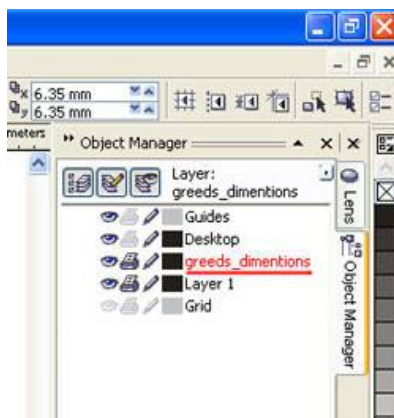 x 6.35 mm
y 6.35 mm
meters
Object Manager
Layer:
greeds_dimentions
Guides
Desktop
greeds_dimentions
Layer 1
Grid
Lens
Object Manager